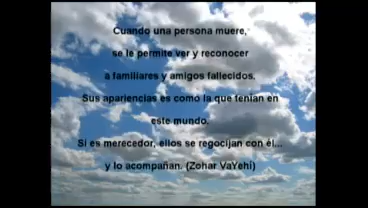 Cuando una persona muere,
se le permite ver y reconocer
a familiares y amigos fallecidos.
Sus apariencias es como la que tenían en
este mundo.
Si es merecedor, ellos se regocijan con él...
y lo acompañan. (Zohar VaYehi)